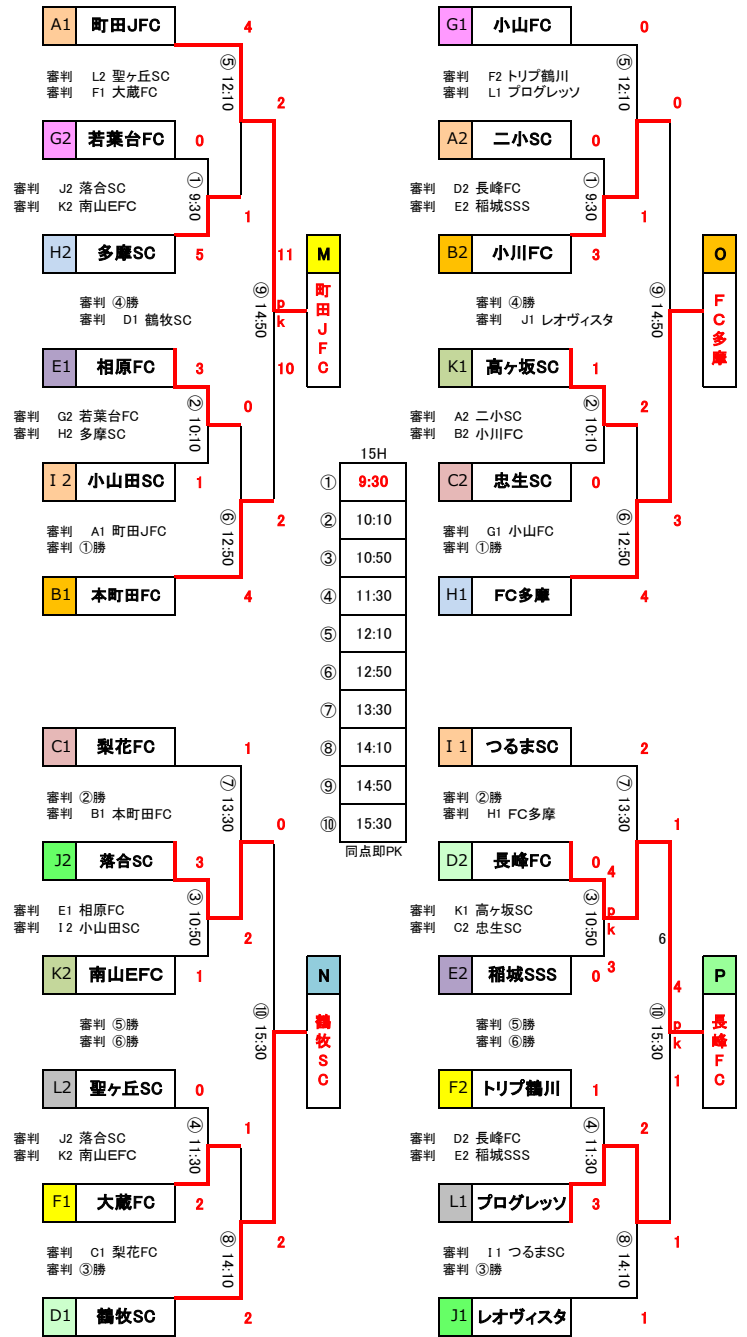 A1 町田JFC 4
⑤ 12:10
審判 L2 聖ヶ丘SC
審判 F1 大蔵FC
2
G2 若葉台FC 0
① 9:30
審判 J2 落合SC
審判 K2 南山EFC
1
H2 多摩SC 5
11
M
町田JFC
⑨ 14:50
pk
審判 ④勝
審判 D1 鶴牧SC
10
E1 相原FC 3
② 10:10
0
審判 G2 若葉台FC
審判 H2 多摩SC
I 2 小山田SC 1
⑥ 12:50
2
審判 A1 町田JFC
審判 ①勝
B1 本町田FC 4
G1 小山FC 0
⑤ 12:10
審判 F2 トリプ鶴川
審判 L1 プログレッソ
0
A2 二小SC 0
① 9:30
審判 D2 長峰FC
審判 E2 稲城SSS
1
B2 小川FC 3
O
FC多摩
⑨ 14:50
審判 ④勝
審判 J1 レオヴィスタ
K1 高ヶ坂SC 1
② 10:10
2
審判 A2 二小SC
審判 B2 小川FC
C2 忠生SC 0
⑥ 12:50
3
審判 G1 小山FC
審判 ①勝
H1 FC多摩 4
15H
① 9:30
② 10:10
③ 10:50
④ 11:30
⑤ 12:10
⑥ 12:50
⑦ 13:30
⑧ 14:10
⑨ 14:50
⑩ 15:30
同点即PK
C1 梨花FC 1
⑦ 13:30
審判 ②勝
審判 B1 本町田FC
0
J2 落合SC 3
③ 10:50
審判 E1 相原FC
審判 I 2 小山田SC
2
K2 南山EFC 1
N
鶴牧SC
⑩ 15:30
審判 ⑤勝
審判 ⑥勝
L2 聖ヶ丘SC 0
④ 11:30
1
審判 J2 落合SC
審判 K2 南山EFC
F1 大蔵FC 2
⑧ 14:10
2
審判 C1 梨花FC
審判 ③勝
D1 鶴牧SC 2
I 1 つるまSC 2
⑦ 13:30
審判 ②勝
審判 H1 FC多摩
1
D2 長峰FC 0 4
③ 10:50
pk
審判 K1 高ヶ坂SC
審判 C2 忠生SC
6
E2 稲城SSS 0 3
4
P
長峰FC
⑩ 15:30
pk
審判 ⑤勝
審判 ⑥勝
1
F2 トリプ鶴川 1
④ 11:30
2
審判 D2 長峰FC
審判 E2 稲城SSS
L1 プログレッソ 3
⑧ 14:10
1
審判 I 1 つるまSC
審判 ③勝
J1 レオヴィスタ 1